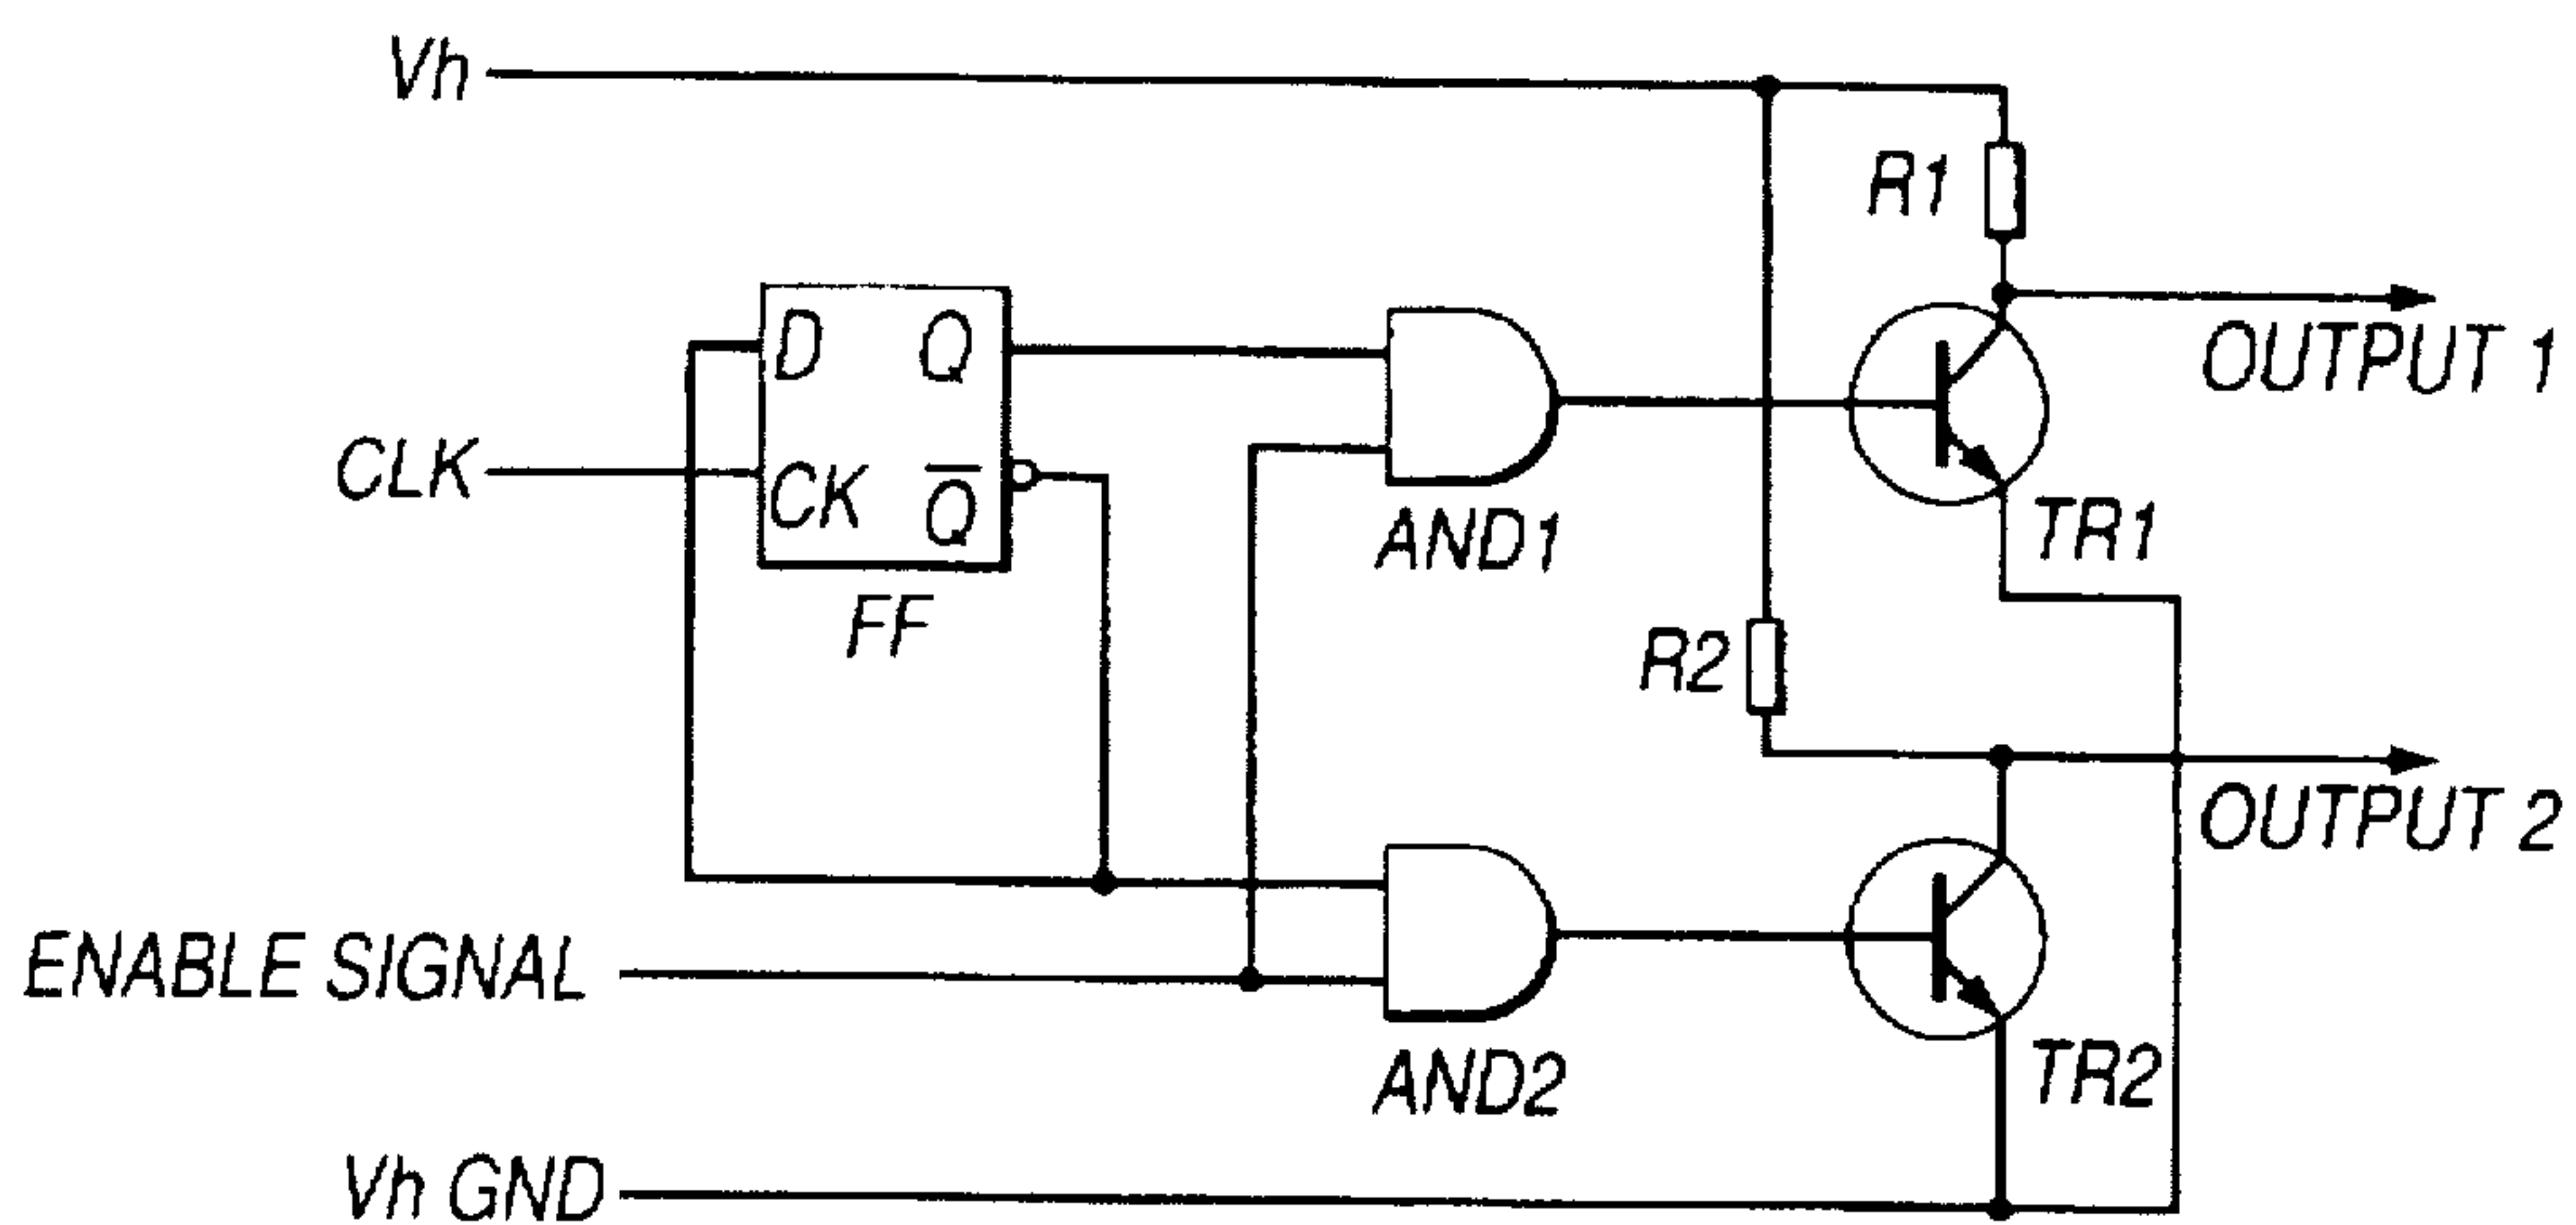 Vh
R1
D Q
OUTPUT 1
CLK
CK Q̅
AND1
TR1
FF
R2
OUTPUT 2
ENABLE SIGNAL
AND2
TR2
Vh GND